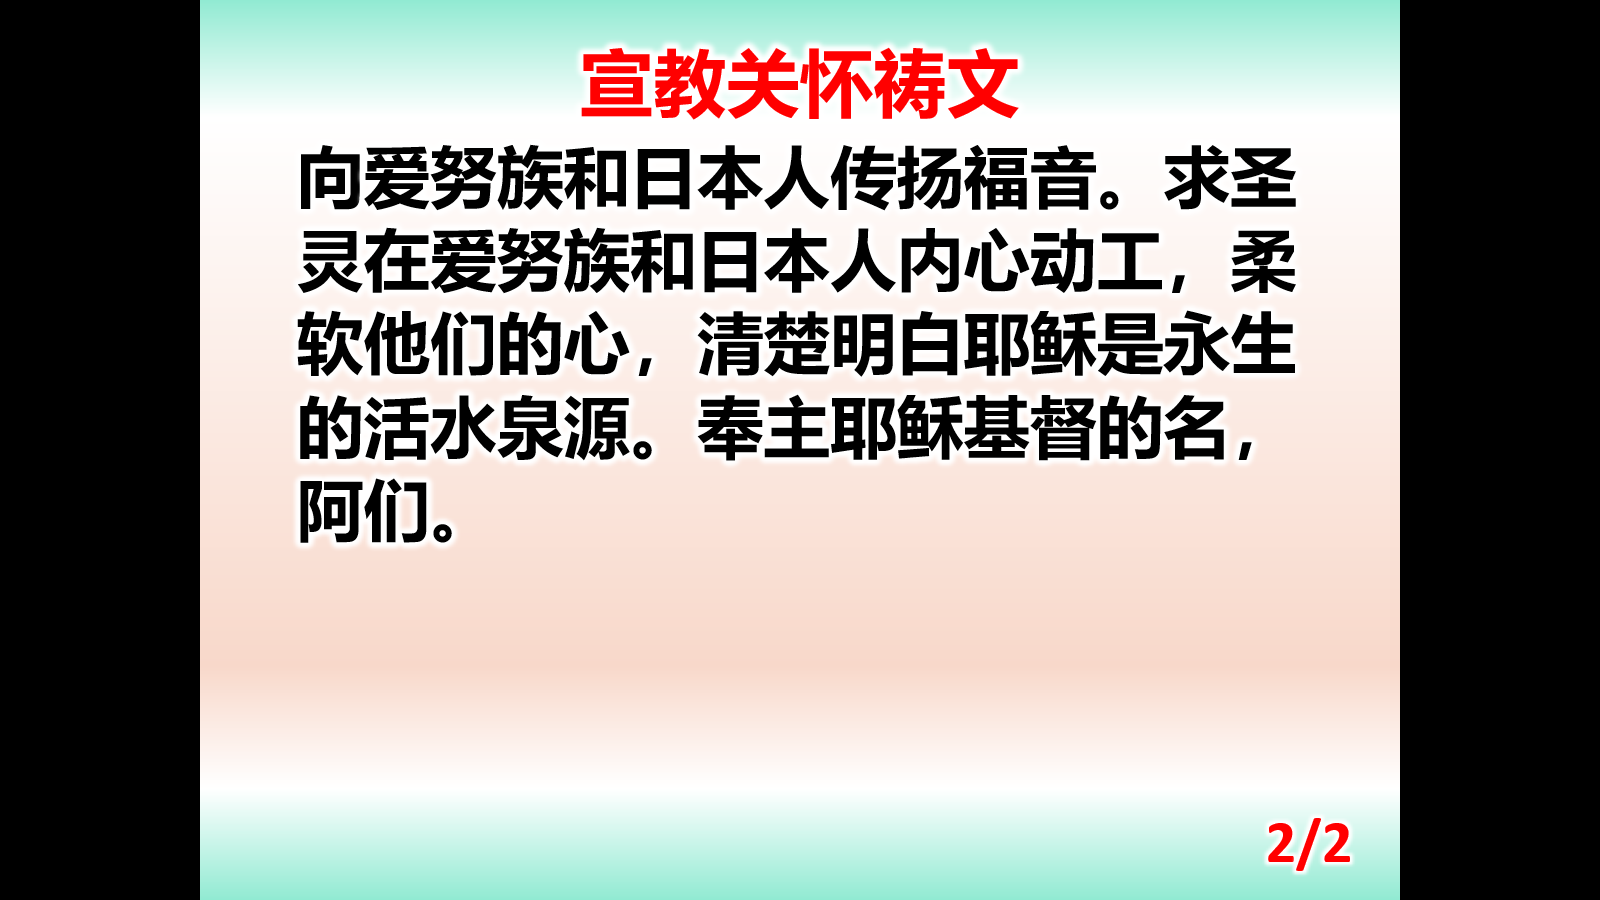 宣教关怀祷文
向爱努族和日本人传扬福音。求圣
灵在爱努族和日本人内心动工，柔
软他们的心，清楚明白耶稣是永生
的活水泉源。奉主耶稣基督的名，
阿们。
2/2